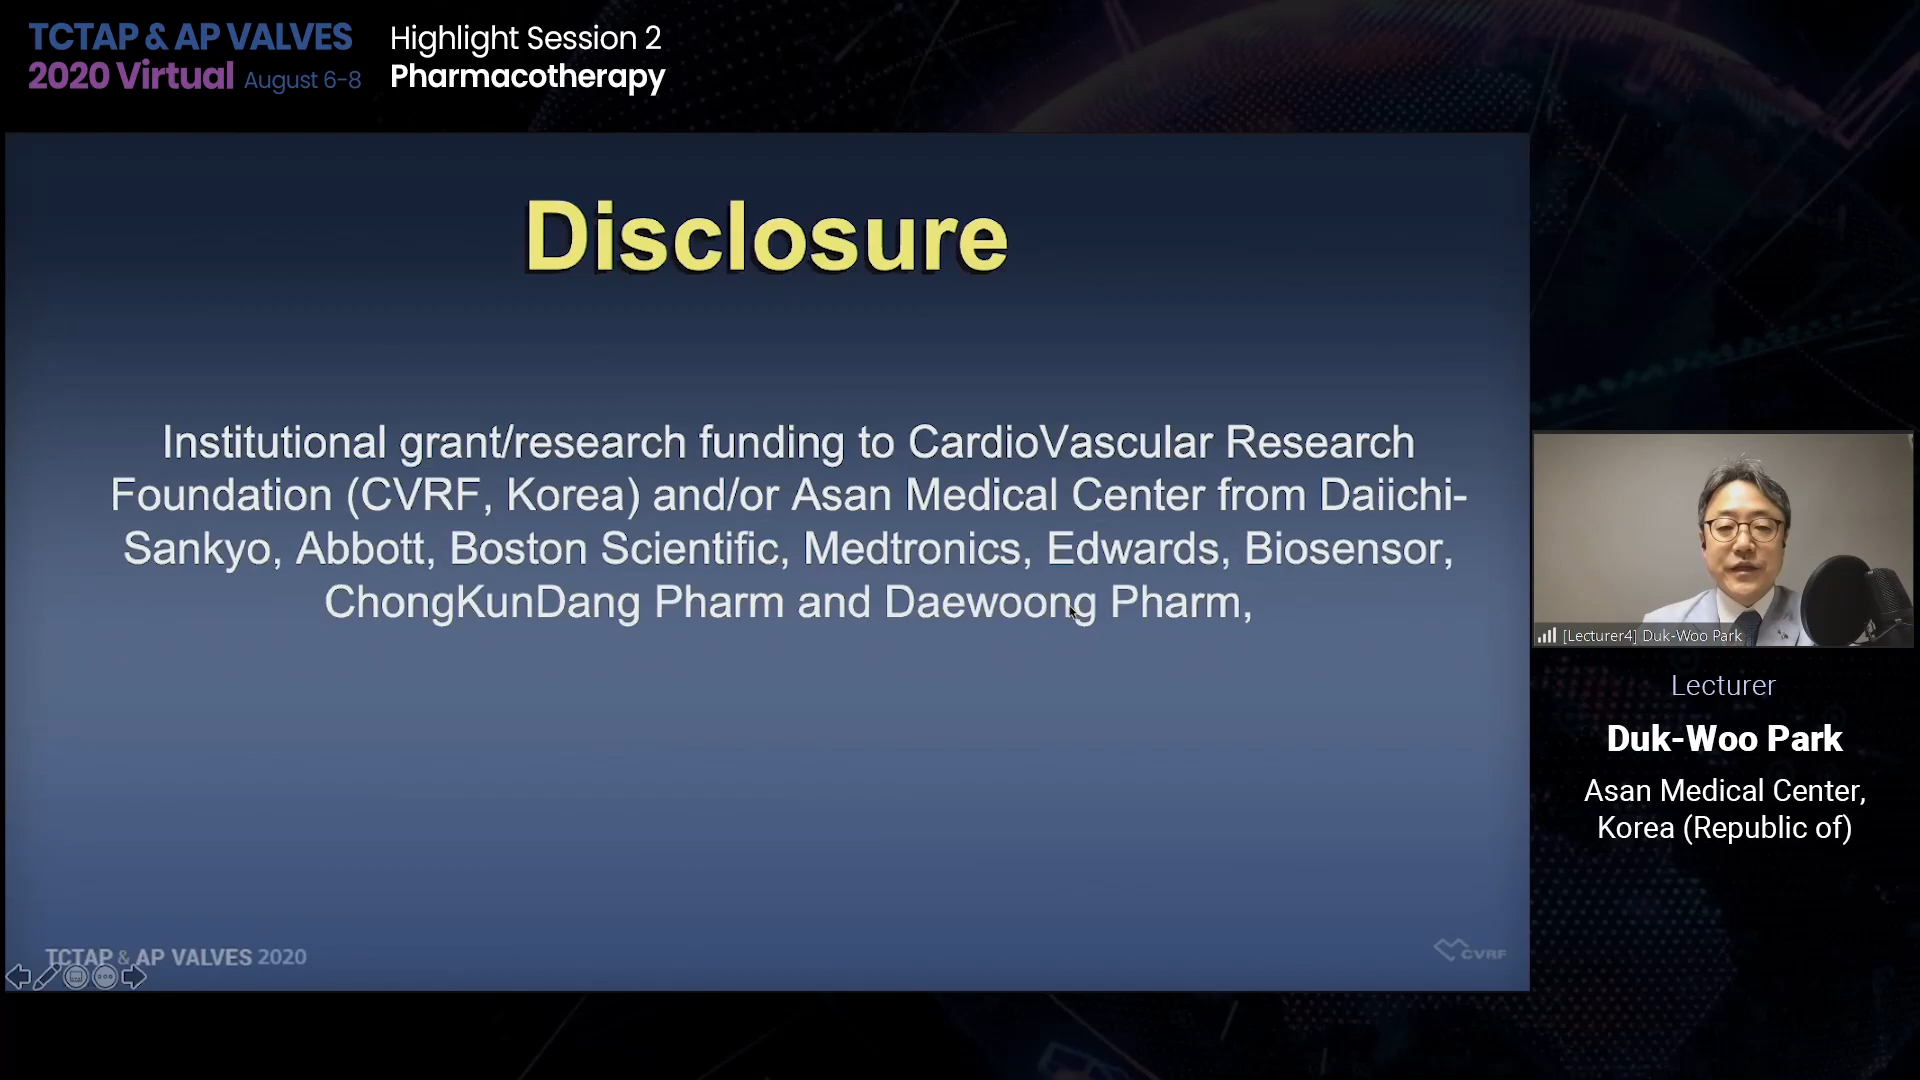 TCTAP & AP VALVES
2020 Virtual August 6-8
Highlight Session 2
Pharmacotherapy
Disclosure
Institutional grant/research funding to CardioVascular Research
Foundation (CVRF, Korea) and/or Asan Medical Center from Daiichi-
Sankyo, Abbott, Boston Scientific, Medtronics, Edwards, Biosensor,
ChongKunDang Pharm and Daewoong Pharm,
TCTAP & AP VALVES 2020
CVRF
[Lecturer4] Duk-Woo Park
Lecturer
Duk-Woo Park
Asan Medical Center,
Korea (Republic of)